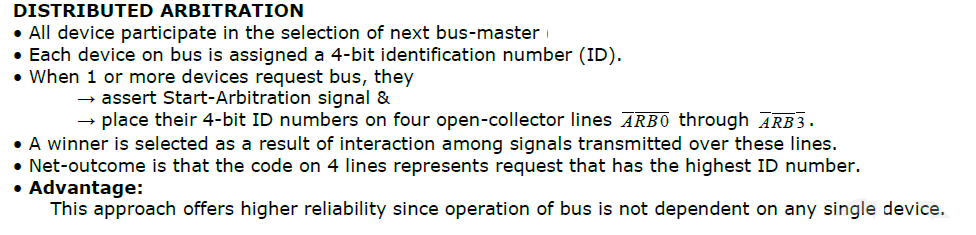 DISTRIBUTED ARBITRATION
• All device participate in the selection of next bus-master
• Each device on bus is assigned a 4-bit identification number (ID).
• When 1 or more devices request bus, they
→ assert Start-Arbitration signal &
→ place their 4-bit ID numbers on four open-collector lines A̅R̅B̅0̅ through A̅R̅B̅3̅.
• A winner is selected as a result of interaction among signals transmitted over these lines.
• Net-outcome is that the code on 4 lines represents request that has the highest ID number.
• Advantage:
This approach offers higher reliability since operation of bus is not dependent on any single device.